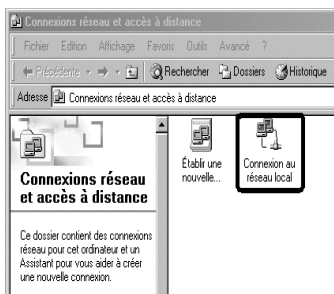 Connexions réseau et accès à distance
Fichier Edition Affichage Favoris Outils Avancé ?
Précédente Rechercher Dossiers Historique
Adresse Connexions réseau et accès à distance
Connexions réseau
et accès à distance
Ce dossier contient des connexions
réseau pour cet ordinateur et un
Assistant pour vous aider à créer
une nouvelle connexion.
Établir une
nouvelle...
Connexion au
réseau local